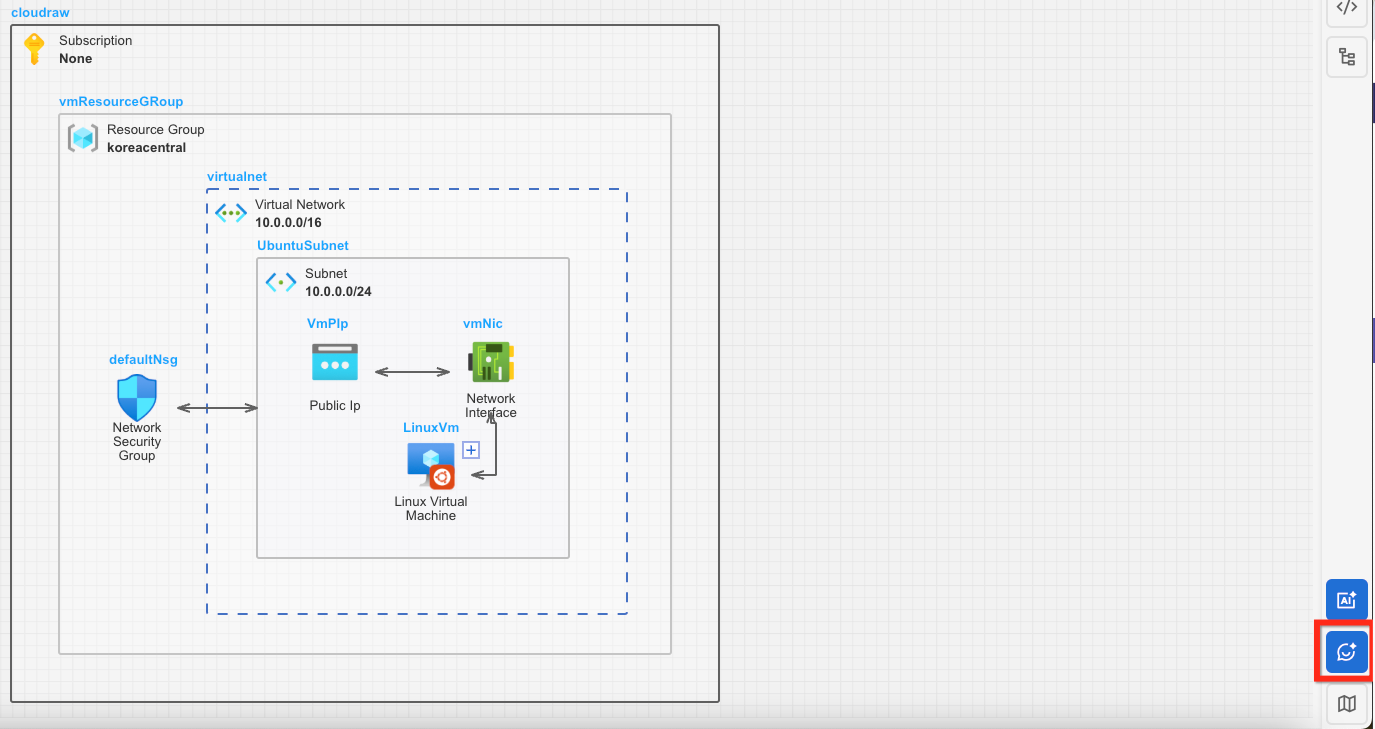 cloudraw
Subscription
None
vmResourceGRoup
Resource Group
koreacentral
virtualnet
Virtual Network
10.0.0.0/16
UbuntuSubnet
Subnet
10.0.0.0/24
VmPIp
vmNic
defaultNsg
Public Ip
Network
Interface
Network
Security
Group
LinuxVm
Linux Virtual
Machine
AI